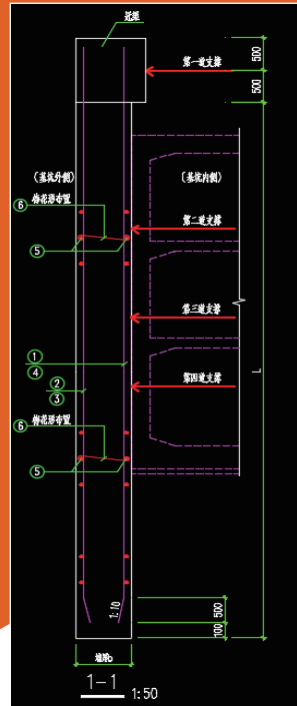 冠梁
第一道支撑
500
500
(基坑外侧)
(基坑内侧)
⑥
梅花形布置
第二道支撑
⑤
第三道支撑
①
④
②
③
第四道支撑
L
梅花形布置
⑥
⑤
1:10
500
100
墙厚b
1-1 1:50